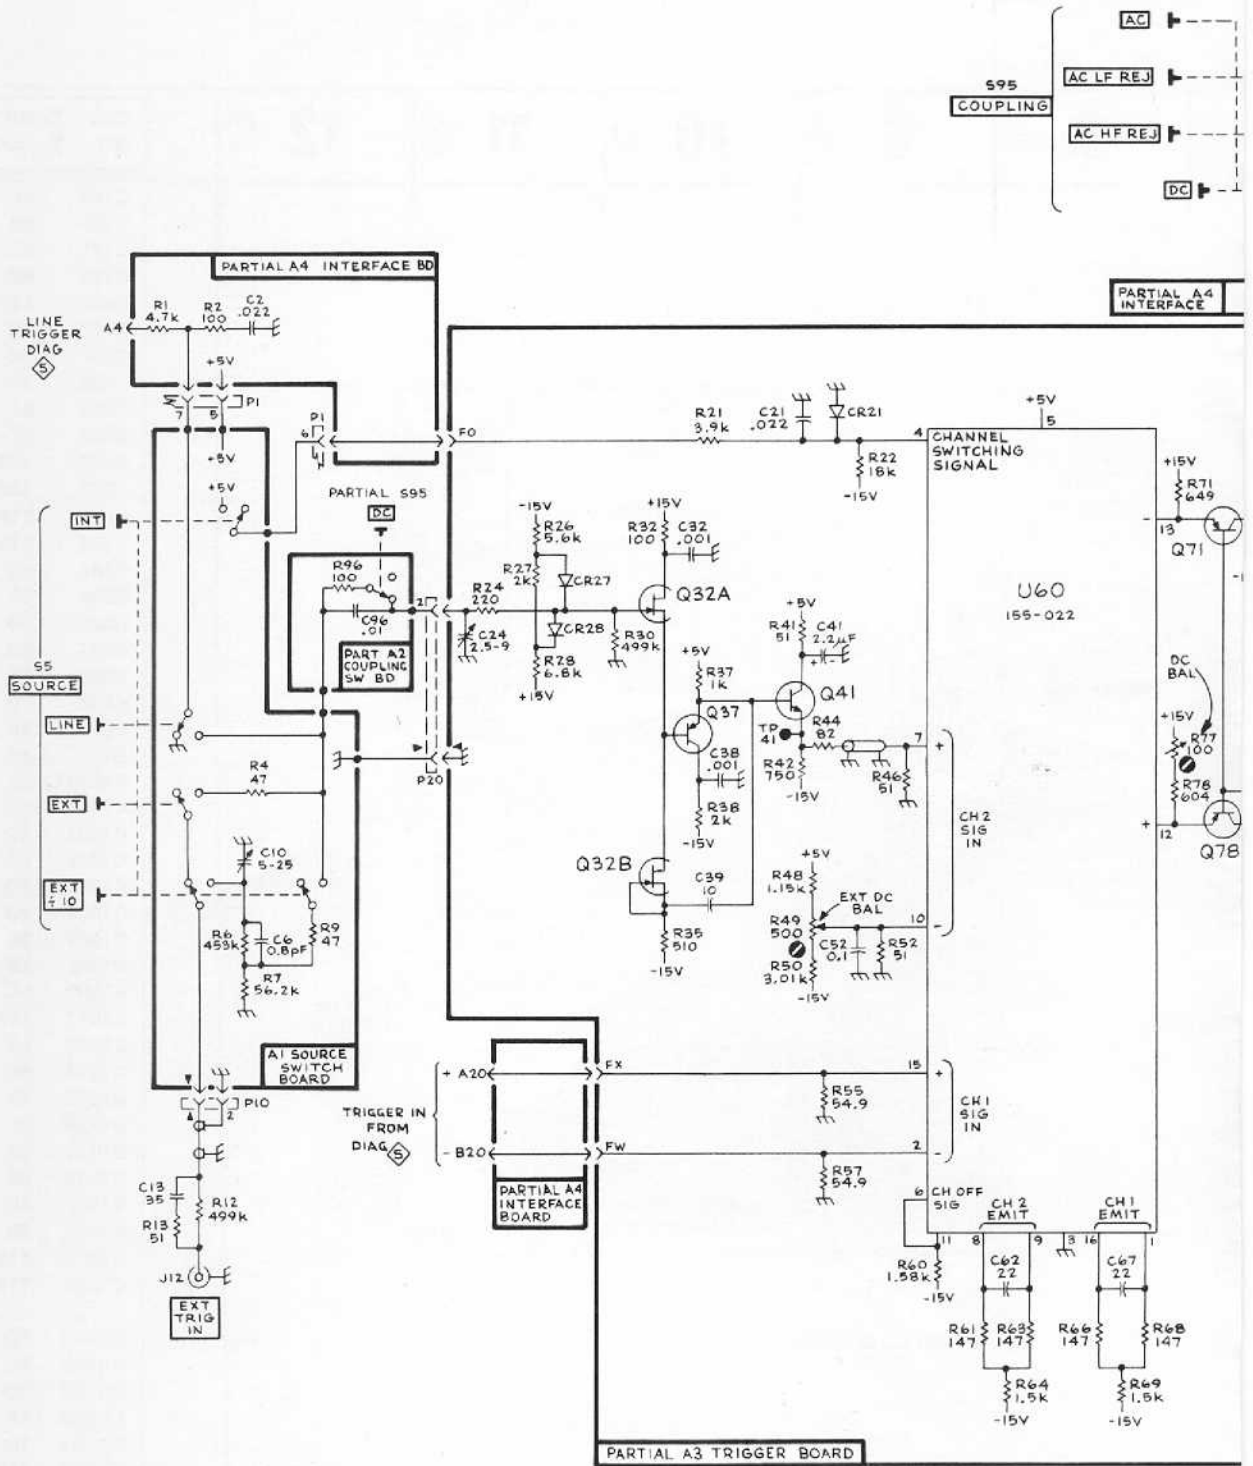 AC
AC LF REJ
S95
COUPLING
AC HF REJ
DC
PARTIAL A4 INTERFACE BD
PARTIAL A4
INTERFACE
LINE
TRIGGER
DIAG
5
A4
R1
4.7k
R2
100
C2
.022
+5V
7
5
P1
+5V
+5V
P1
6
FO
R21
3.9k
C21
.022
CR21
R22
18k
-15V
+5V
5
4
CHANNEL
SWITCHING
SIGNAL
+15V
R71
649
-
13
Q71
U60
155-022
INT
PARTIAL S95
DC
R96
100
C96
.01
2
PART A2
COUPLING
SW BD
-15V
R26
5.6k
R27
2k
CR27
R24
220
C24
2.5-9
CR28
R28
6.8k
+15V
R30
499k
+15V
R32
100
C32
.001
Q32A
+5V
R37
1k
Q37
C38
.001
R38
2k
-15V
+5V
R41
51
C41
2.2µF
+ -
Q41
TP
41
R44
82
R42
750
-15V
R46
51
7
+
CH 2
SIG
IN
DC
BAL
+15V
R77
100
R78
604
+
12
Q78
S5
SOURCE
LINE
P20
R4
47
EXT
C10
5-25
EXT
÷ 10
R6
453k
C6
0.8pF
R9
47
R7
56.2k
Q32B
C39
10
R35
510
-15V
+5V
R48
1.15k
EXT DC
BAL
R49
500
R50
3.01k
-15V
C52
0.1
R52
51
10
-
A1 SOURCE
SWITCH
BOARD
P10
2
C13
35
R13
51
R12
499k
J12
EXT
TRIG
IN
TRIGGER IN
FROM
DIAG
5
+ A20
- B20
FX
FW
PARTIAL A4
INTERFACE
BOARD
R55
54.9
R57
54.9
15
+
CH 1
SIG
IN
2
-
6
CH OFF
SIG
11
R60
1.58k
-15V
CH 2
EMIT
8
9
3
CH 1
EMIT
16
1
C62
22
C67
22
R61
147
R63
147
R66
147
R68
147
R64
1.5k
-15V
R69
1.5k
-15V
PARTIAL A3 TRIGGER BOARD